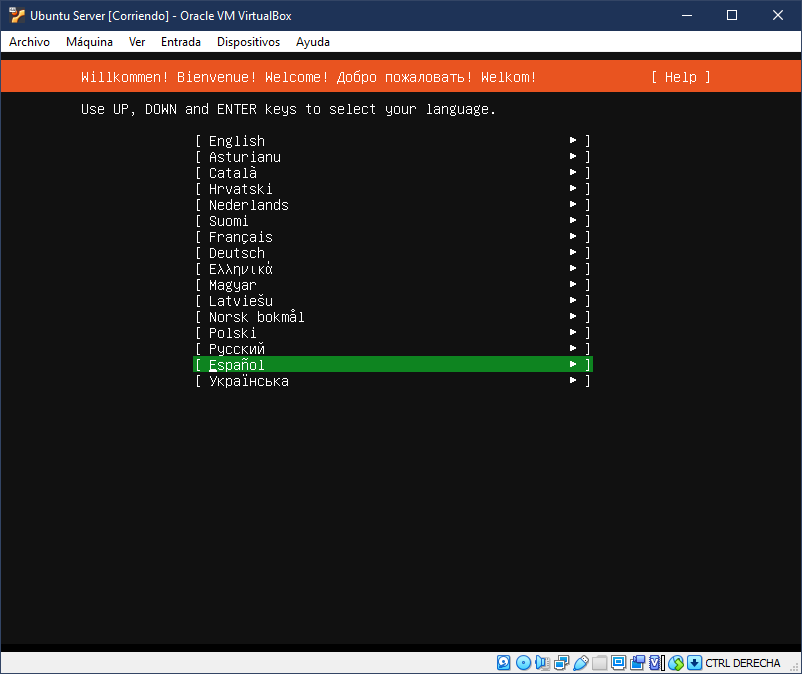 Ubuntu Server [Corriendo] - Oracle VM VirtualBox
Archivo Máquina Ver Entrada Dispositivos Ayuda
Willkommen! Bienvenue! Welcome! Добро пожаловать! Welkom! [ Help ]
Use UP, DOWN and ENTER keys to select your language.
[ English ► ]
[ Asturianu ► ]
[ Català ► ]
[ Hrvatski ► ]
[ Nederlands ► ]
[ Suomi ► ]
[ Français ► ]
[ Deutsch ► ]
[ Ελληνικά ► ]
[ Magyar ► ]
[ Latviešu ► ]
[ Norsk bokmål ► ]
[ Polski ► ]
[ Русский ► ]
[ Español ► ]
[ Українська ► ]
CTRL DERECHA